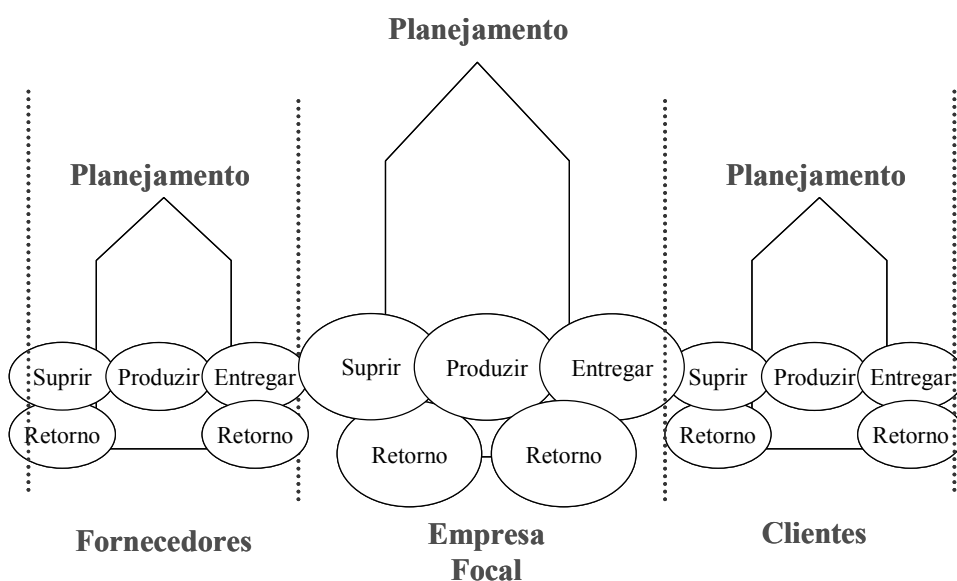 Planejamento
Planejamento
Planejamento
Suprir
Produzir
Entregar
Suprir
Produzir
Entregar
Suprir
Produzir
Entregar
Retorno
Retorno
Retorno
Retorno
Retorno
Retorno
Fornecedores
Empresa
Focal
Clientes